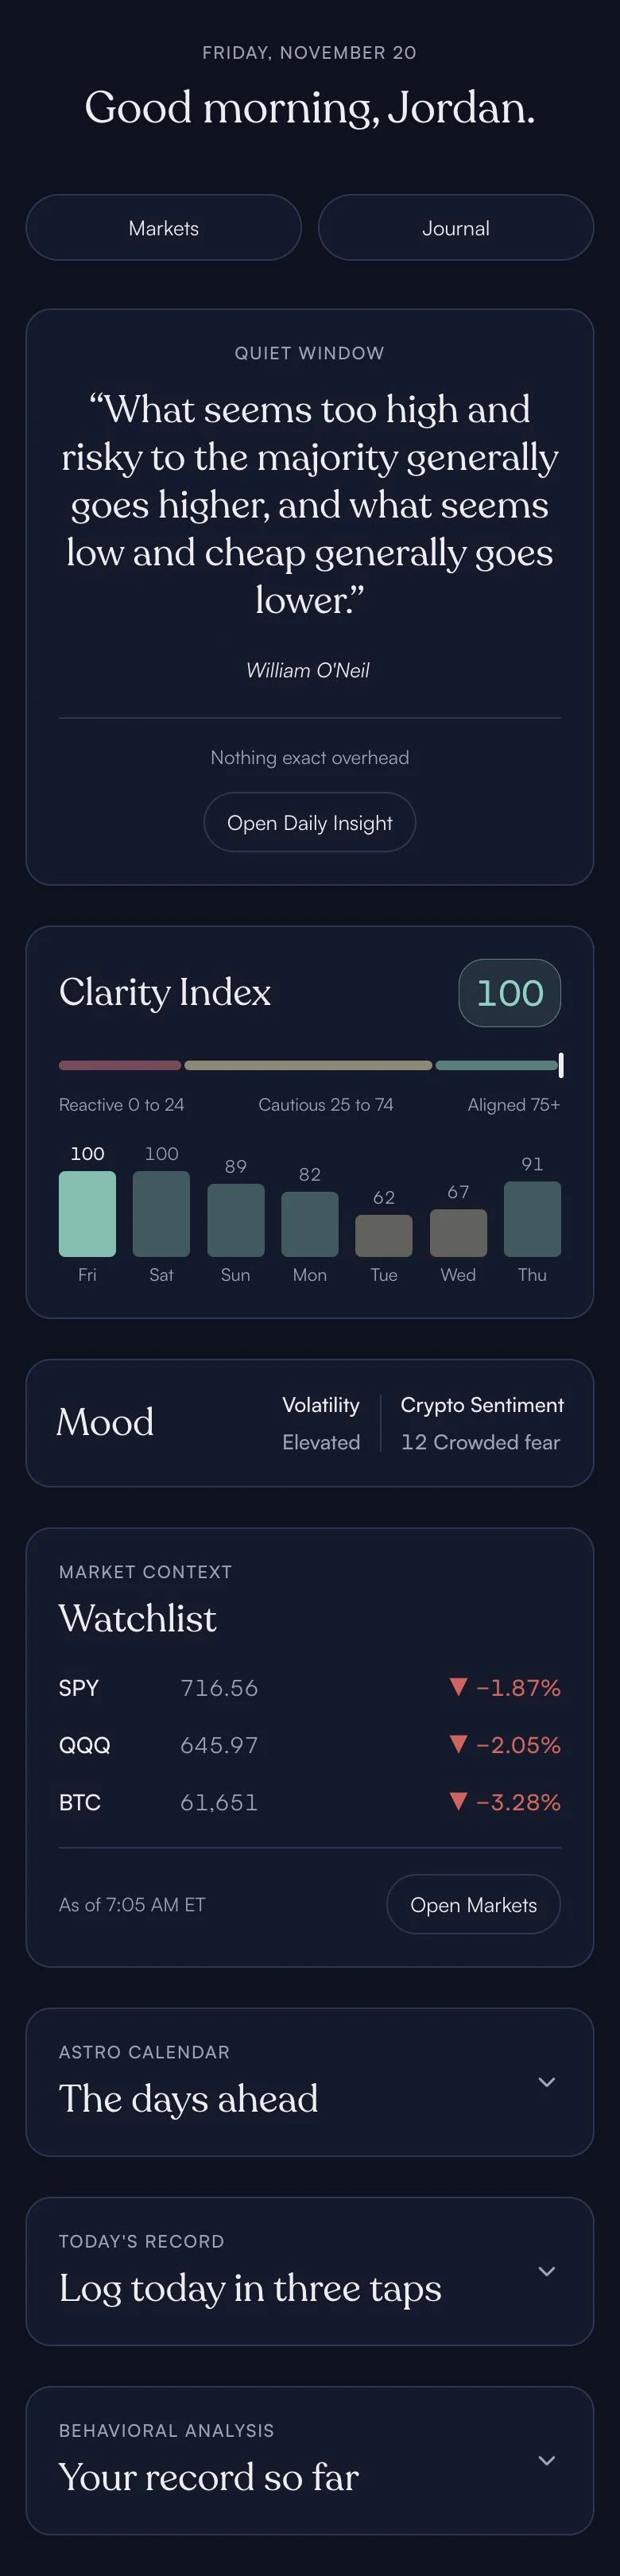 FRIDAY, NOVEMBER 20
Good morning, Jordan.
Markets
Journal
QUIET WINDOW
“What seems too high and
risky to the majority generally
goes higher, and what seems
low and cheap generally goes
lower.”
William O'Neil
Nothing exact overhead
Open Daily Insight
Clarity Index
100
Reactive 0 to 24
Cautious 25 to 74
Aligned 75+
100
100
89
82
62
67
91
Fri
Sat
Sun
Mon
Tue
Wed
Thu
Mood
Volatility
Elevated
Crypto Sentiment
12 Crowded fear
MARKET CONTEXT
Watchlist
SPY 716.56 ▼ −1.87%
QQQ 645.97 ▼ −2.05%
BTC 61,651 ▼ −3.28%
As of 7:05 AM ET
Open Markets
ASTRO CALENDAR
The days ahead
TODAY'S RECORD
Log today in three taps
BEHAVIORAL ANALYSIS
Your record so far